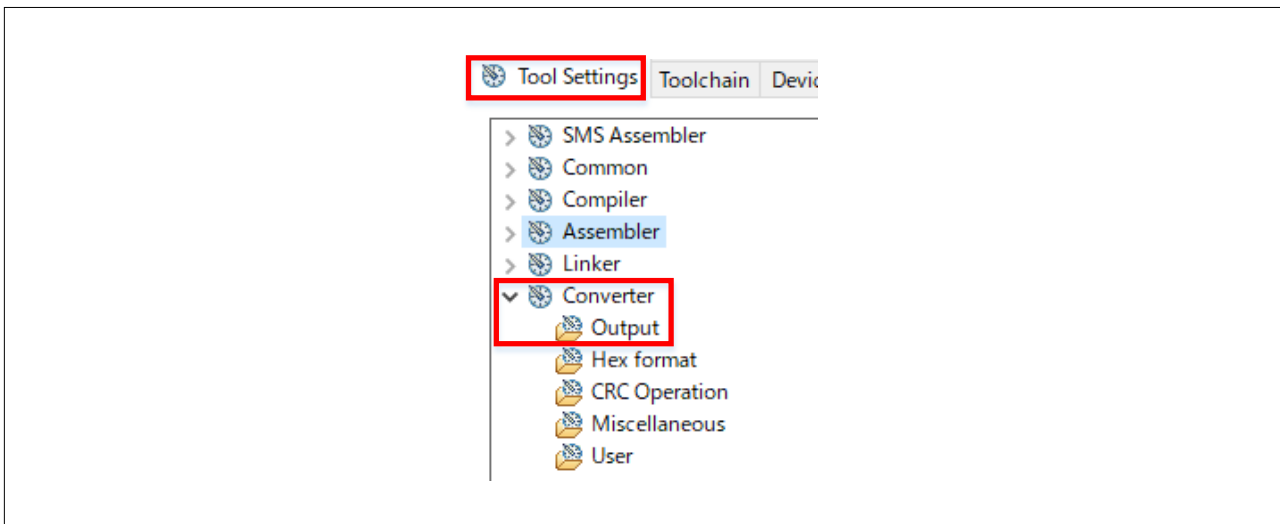 Tool Settings Toolchain
SMS Assembler
Common
Compiler
Assembler
Linker
Converter
Output
Hex format
CRC Operation
Miscellaneous
User